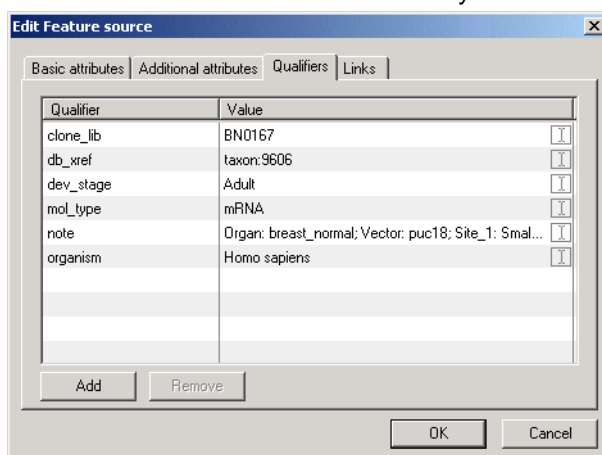 Edit Feature source
Basic attributes Additional attributes Qualifiers Links
Qualifier Value
clone_lib BN0167
db_xref taxon:9606
dev_stage Adult
mol_type mRNA
note Organ: breast_normal; Vector: puc18; Site_1: SmaI...
organism Homo sapiens
Add Remove
OK Cancel